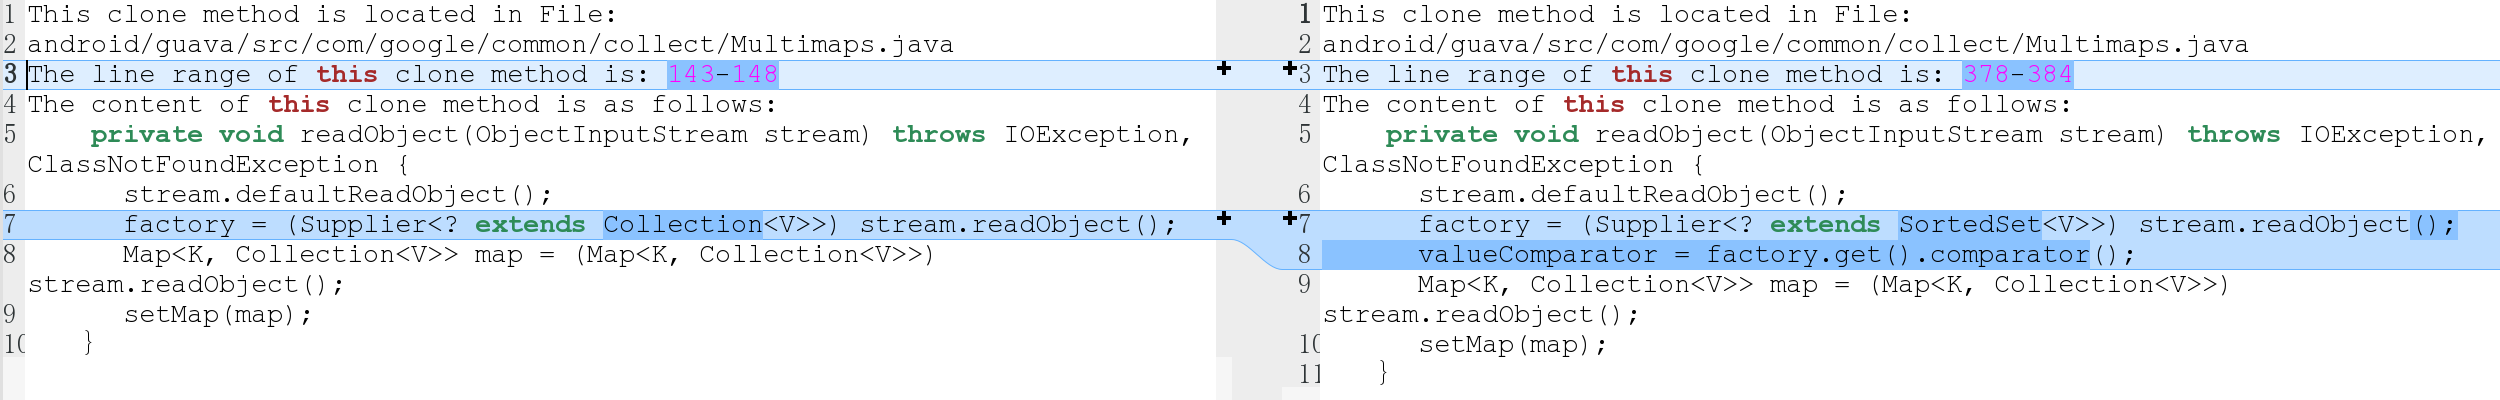 1 This clone method is located in File:
2 android/guava/src/com/google/common/collect/Multimaps.java
3 The line range of this clone method is: 143-148
4 The content of this clone method is as follows:
5     private void readObject(ObjectInputStream stream) throws IOException,
ClassNotFoundException {
6       stream.defaultReadObject();
7       factory = (Supplier<? extends Collection<V>>) stream.readObject();
8       Map<K, Collection<V>> map = (Map<K, Collection<V>>)
stream.readObject();
9       setMap(map);
10     }
1 This clone method is located in File:
2 android/guava/src/com/google/common/collect/Multimaps.java
3 The line range of this clone method is: 378-384
4 The content of this clone method is as follows:
5     private void readObject(ObjectInputStream stream) throws IOException,
ClassNotFoundException {
6       stream.defaultReadObject();
7       factory = (Supplier<? extends SortedSet<V>>) stream.readObject();
8       valueComparator = factory.get().comparator();
9       Map<K, Collection<V>> map = (Map<K, Collection<V>>)
stream.readObject();
10       setMap(map);
11     }